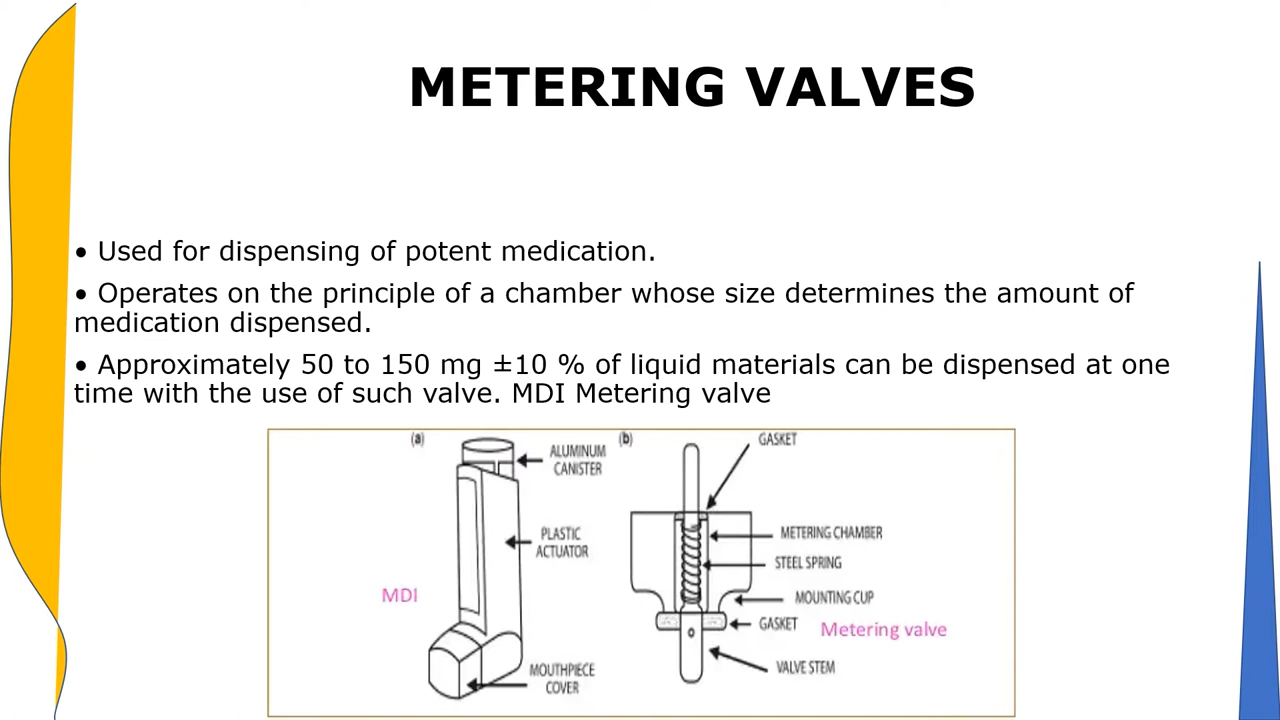 METERING VALVES
• Used for dispensing of potent medication.
• Operates on the principle of a chamber whose size determines the amount of
medication dispensed.
• Approximately 50 to 150 mg ±10 % of liquid materials can be dispensed at one
time with the use of such valve. MDI Metering valve
(a)
ALUMINUM
CANISTER
PLASTIC
ACTUATOR
MDI
MOUTHPIECE
COVER
(b)
GASKET
METERING CHAMBER
STEEL SPRING
MOUNTING CUP
GASKET
Metering valve
VALVE STEM